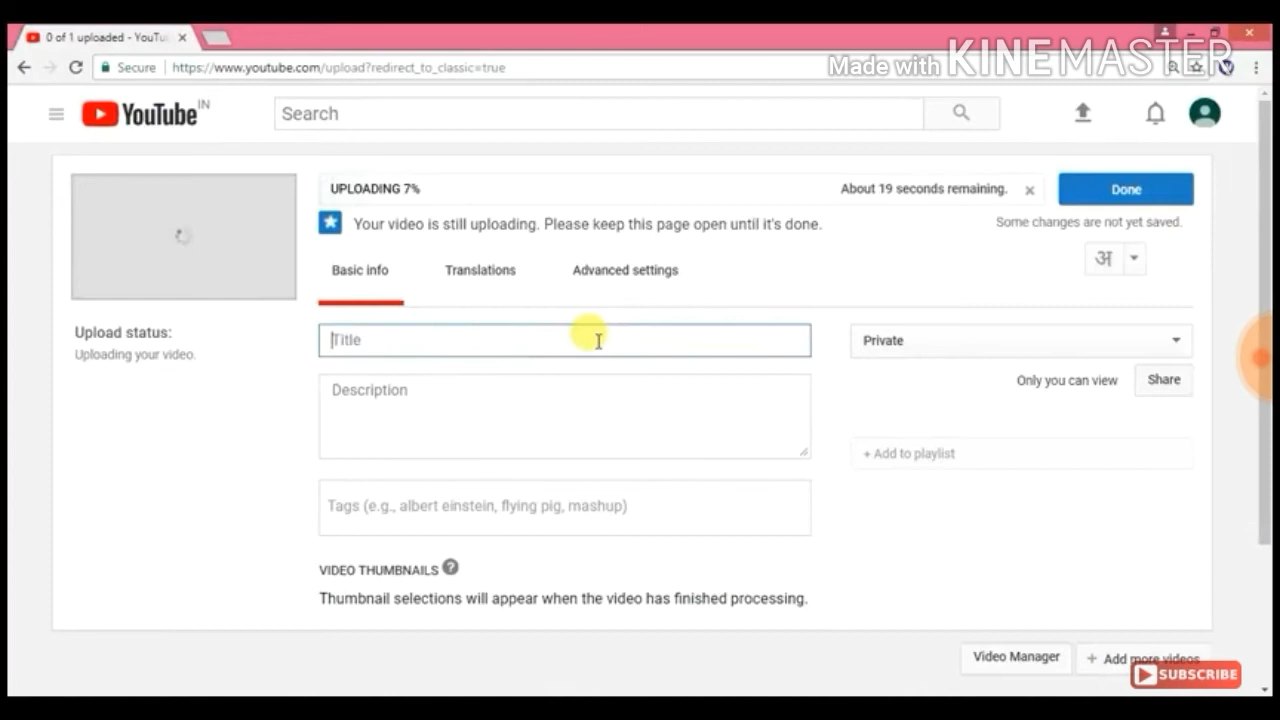 0 of 1 uploaded - YouTu
Secure https://www.youtube.com/upload?redirect_to_classic=true
Made with KINEMASTER
YouTube IN
Search
UPLOADING 7%
About 19 seconds remaining.
Done
Your video is still uploading. Please keep this page open until it's done.
Some changes are not yet saved.
अ
Basic info
Translations
Advanced settings
Upload status:
Uploading your video.
Title
Private
Description
Only you can view
Share
+ Add to playlist
Tags (e.g., albert einstein, flying pig, mashup)
VIDEO THUMBNAILS ?
Thumbnail selections will appear when the video has finished processing.
Video Manager
+ Add more videos
SUBSCRIBE